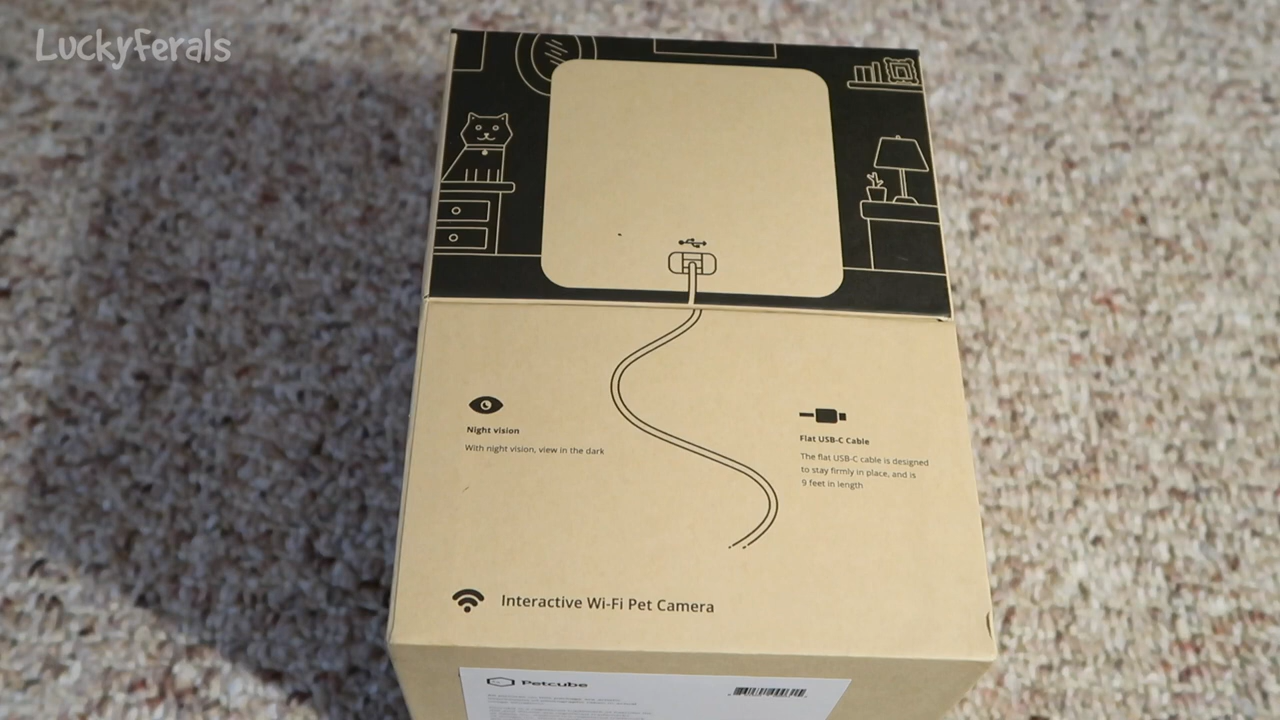 LuckyFerals
Night vision
With night vision, view in the dark
Flat USB-C Cable
The flat USB-C cable is designed
to stay firmly in place, and is
9 feet in length
Interactive Wi-Fi Pet Camera
Petcube